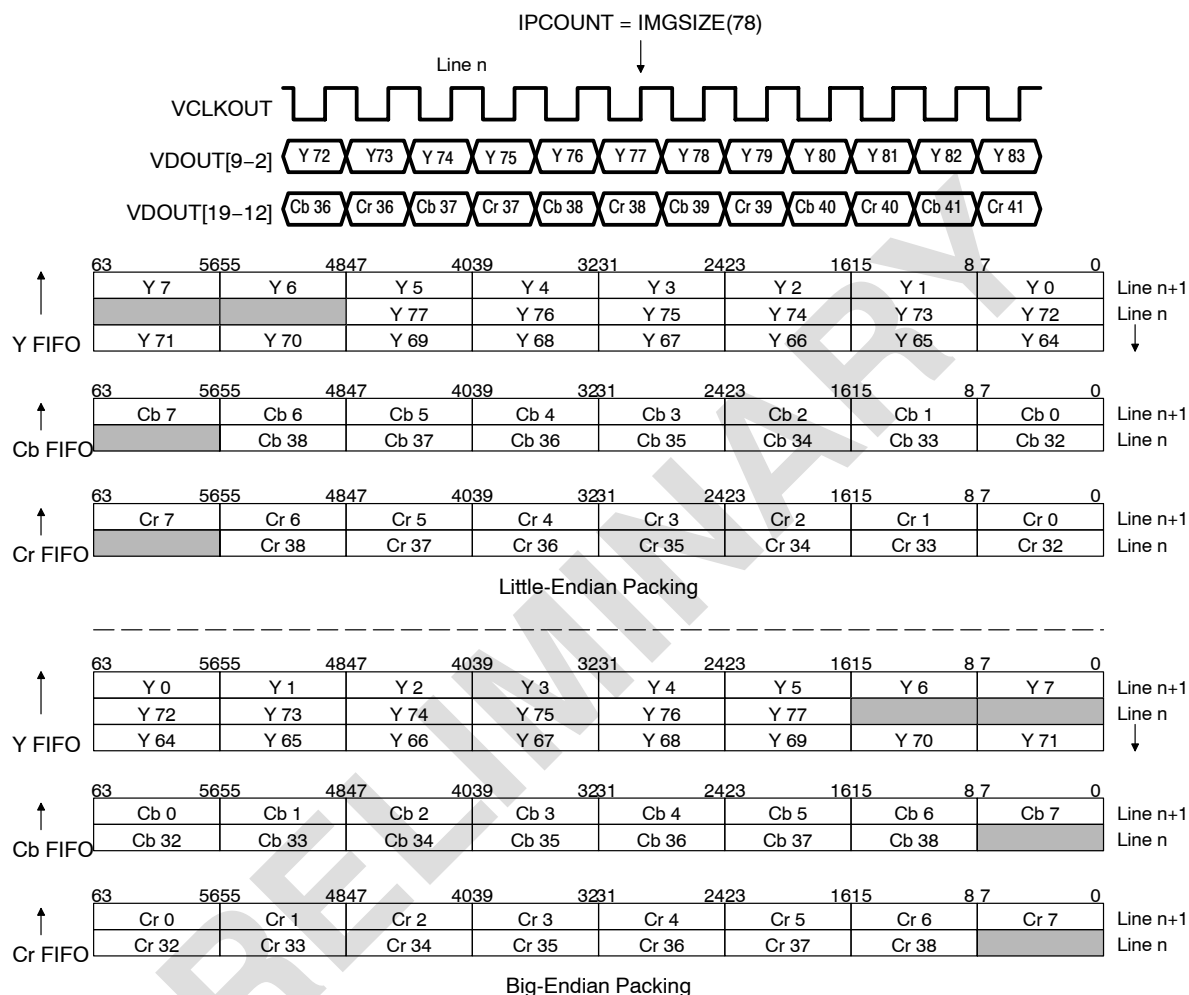 IPCOUNT = IMGSIZE(78)
Line n
VCLKOUT
VDOUT[9−2] Y 72 Y73 Y 74 Y 75 Y 76 Y 77 Y 78 Y 79 Y 80 Y 81 Y 82 Y 83
VDOUT[19−12] Cb 36 Cr 36 Cb 37 Cr 37 Cb 38 Cr 38 Cb 39 Cr 39 Cb 40 Cr 40 Cb 41 Cr 41
63 5655 4847 4039 3231 2423 1615 8 7 0
Y 7 Y 6 Y 5 Y 4 Y 3 Y 2 Y 1 Y 0 Line n+1
Y 77 Y 76 Y 75 Y 74 Y 73 Y 72 Line n
Y FIFO Y 71 Y 70 Y 69 Y 68 Y 67 Y 66 Y 65 Y 64
63 5655 4847 4039 3231 2423 1615 8 7 0
Cb 7 Cb 6 Cb 5 Cb 4 Cb 3 Cb 2 Cb 1 Cb 0 Line n+1
Cb FIFO Cb 38 Cb 37 Cb 36 Cb 35 Cb 34 Cb 33 Cb 32 Line n
63 5655 4847 4039 3231 2423 1615 8 7 0
Cr 7 Cr 6 Cr 5 Cr 4 Cr 3 Cr 2 Cr 1 Cr 0 Line n+1
Cr FIFO Cr 38 Cr 37 Cr 36 Cr 35 Cr 34 Cr 33 Cr 32 Line n
Little-Endian Packing
63 5655 4847 4039 3231 2423 1615 8 7 0
Y 0 Y 1 Y 2 Y 3 Y 4 Y 5 Y 6 Y 7 Line n+1
Y 72 Y 73 Y 74 Y 75 Y 76 Y 77 Line n
Y FIFO Y 64 Y 65 Y 66 Y 67 Y 68 Y 69 Y 70 Y 71
63 5655 4847 4039 3231 2423 1615 8 7 0
Cb 0 Cb 1 Cb 2 Cb 3 Cb 4 Cb 5 Cb 6 Cb 7 Line n+1
Cb FIFO Cb 32 Cb 33 Cb 34 Cb 35 Cb 36 Cb 37 Cb 38 Line n
63 5655 4847 4039 3231 2423 1615 8 7 0
Cr 0 Cr 1 Cr 2 Cr 3 Cr 4 Cr 5 Cr 6 Cr 7 Line n+1
Cr FIFO Cr 32 Cr 33 Cr 34 Cr 35 Cr 36 Cr 37 Cr 38 Line n
Big-Endian Packing
RELIMINARY